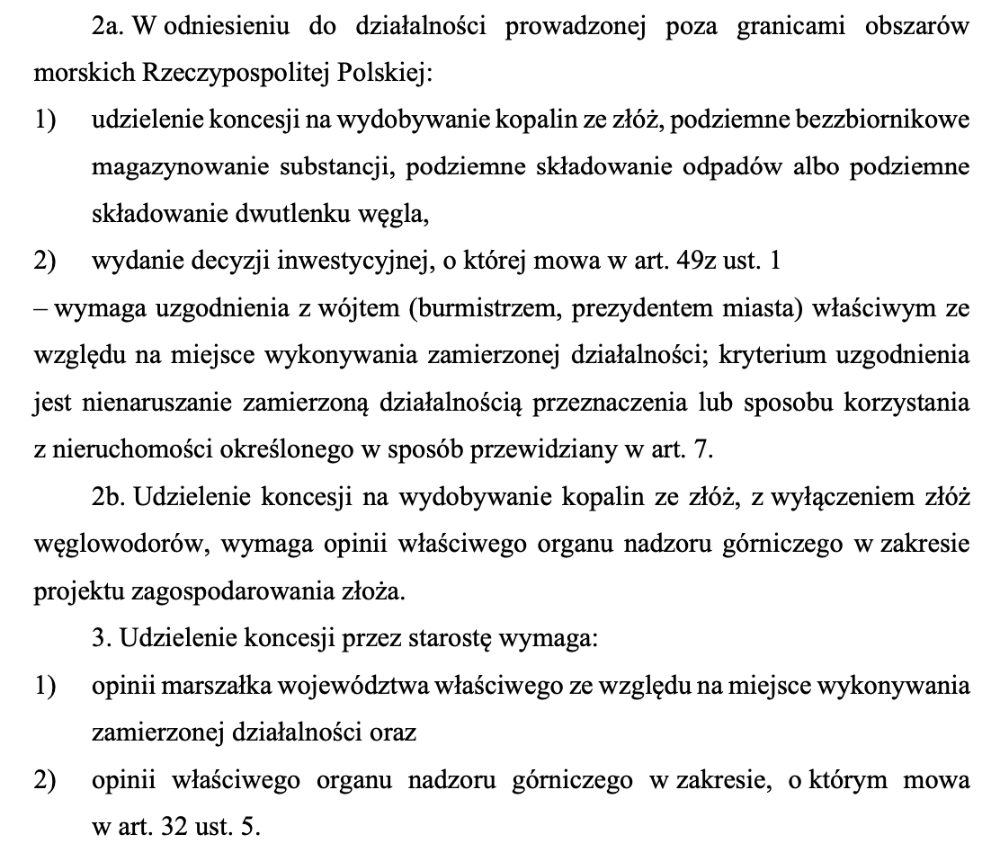 2a. W odniesieniu do działalności prowadzonej poza granicami obszarów
morskich Rzeczypospolitej Polskiej:
1) udzielenie koncesji na wydobywanie kopalin ze złóż, podziemne bezzbiornikowe
magazynowanie substancji, podziemne składowanie odpadów albo podziemne
składowanie dwutlenku węgla,
2) wydanie decyzji inwestycyjnej, o której mowa w art. 49z ust. 1
– wymaga uzgodnienia z wójtem (burmistrzem, prezydentem miasta) właściwym ze
względu na miejsce wykonywania zamierzonej działalności; kryterium uzgodnienia
jest nienaruszanie zamierzoną działalnością przeznaczenia lub sposobu korzystania
z nieruchomości określonego w sposób przewidziany w art. 7.
2b. Udzielenie koncesji na wydobywanie kopalin ze złóż, z wyłączeniem złóż
węglowodorów, wymaga opinii właściwego organu nadzoru górniczego w zakresie
projektu zagospodarowania złoża.
3. Udzielenie koncesji przez starostę wymaga:
1) opinii marszałka województwa właściwego ze względu na miejsce wykonywania
zamierzonej działalności oraz
2) opinii właściwego organu nadzoru górniczego w zakresie, o którym mowa
w art. 32 ust. 5.